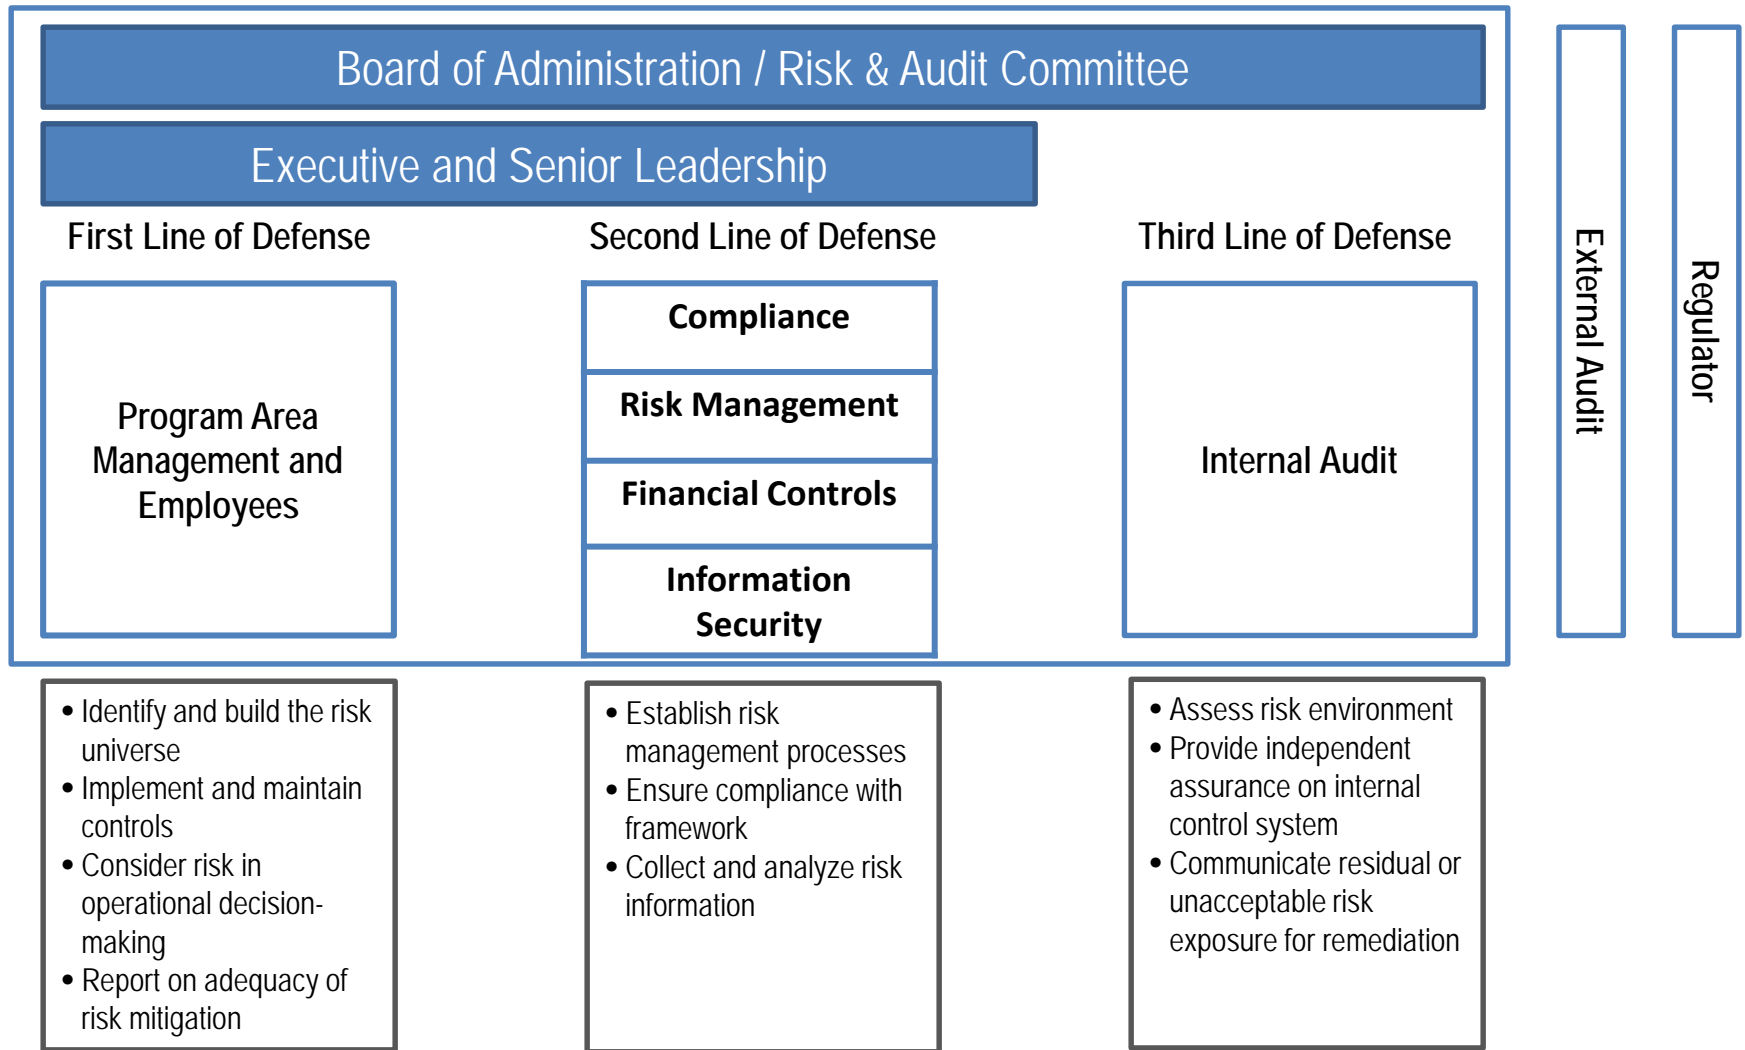 Board of Administration / Risk & Audit Committee
Executive and Senior Leadership
First Line of Defense
Second Line of Defense
Third Line of Defense
Program Area
Management and
Employees
Compliance
Risk Management
Financial Controls
Information
Security
Internal Audit
External Audit
Regulator
• Identify and build the risk
universe
• Implement and maintain
controls
• Consider risk in
operational decision-
making
• Report on adequacy of
risk mitigation
• Establish risk
management processes
• Ensure compliance with
framework
• Collect and analyze risk
information
• Assess risk environment
• Provide independent
assurance on internal
control system
• Communicate residual or
unacceptable risk
exposure for remediation